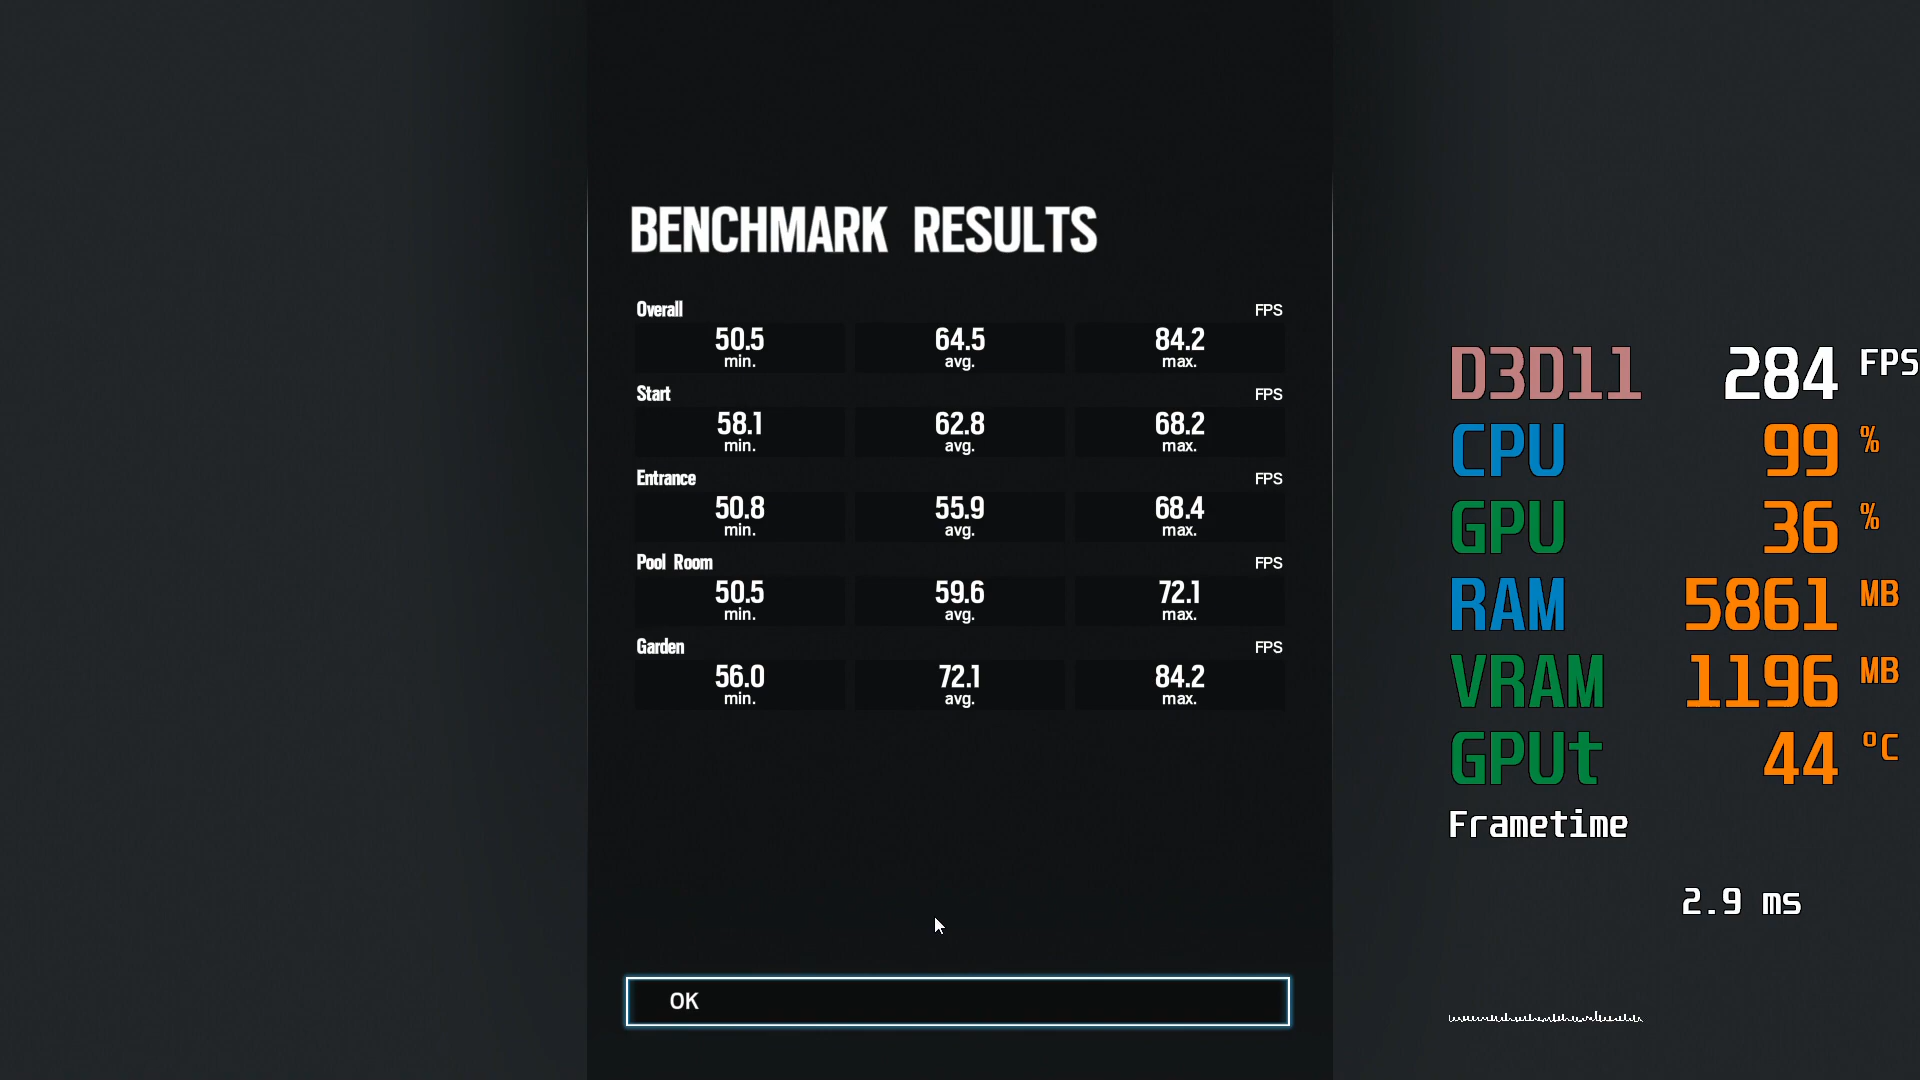 BENCHMARK RESULTS
Overall FPS
50.5 64.5 84.2
min. avg. max.
Start FPS
58.1 62.8 68.2
min. avg. max.
Entrance FPS
50.8 55.9 68.4
min. avg. max.
Pool Room FPS
50.5 59.6 72.1
min. avg. max.
Garden FPS
56.0 72.1 84.2
min. avg. max.
OK
D3D11 284 FPS
CPU 99 %
GPU 36 %
RAM 5861 MB
VRAM 1196 MB
GPUt 44 °C
Frametime
2.9 ms